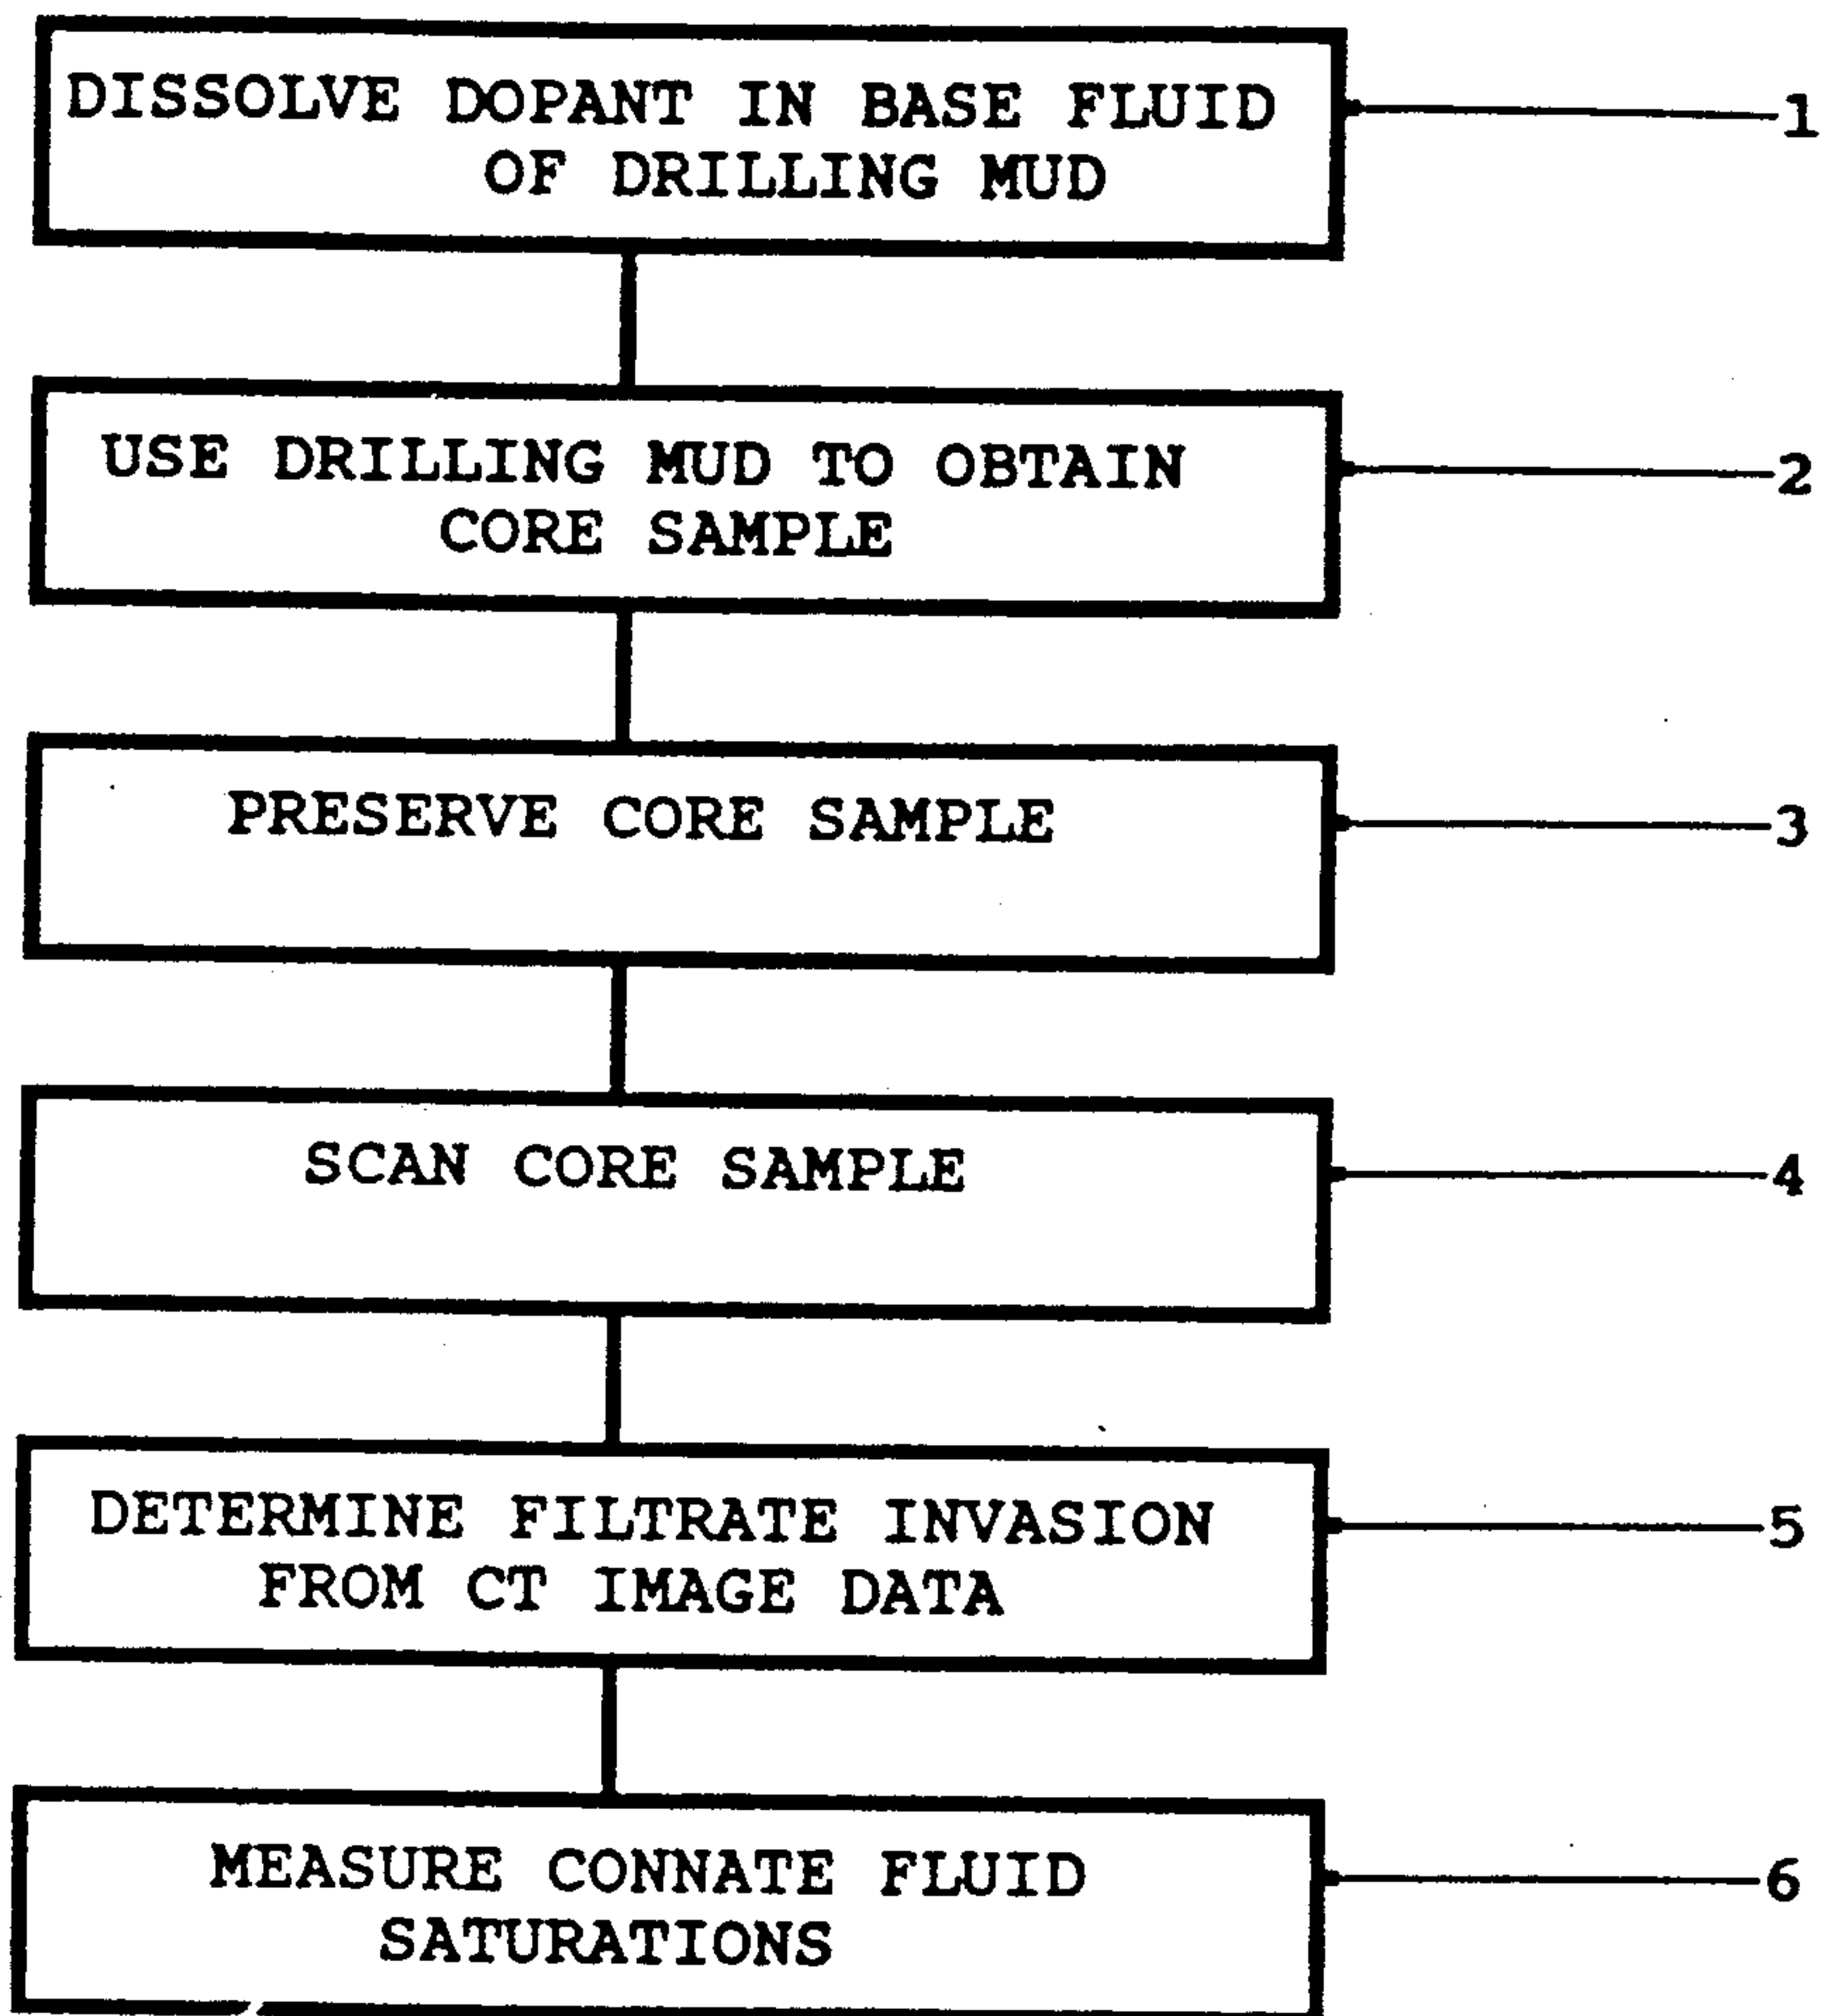 DISSOLVE DOPANT IN BASE FLUID
OF DRILLING MUD
1
USE DRILLING MUD TO OBTAIN
CORE SAMPLE
2
PRESERVE CORE SAMPLE
3
SCAN CORE SAMPLE
4
DETERMINE FILTRATE INVASION
FROM CT IMAGE DATA
5
MEASURE CONNATE FLUID
SATURATIONS
6